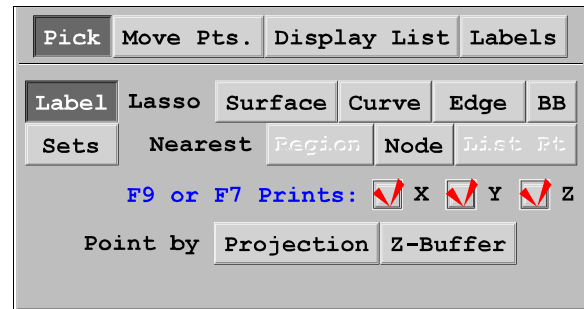 Pick Move Pts. Display List Labels
Label Lasso Surface Curve Edge BB
Sets Nearest Region Node List Pt
F9 or F7 Prints: X Y Z
Point by Projection Z-Buffer